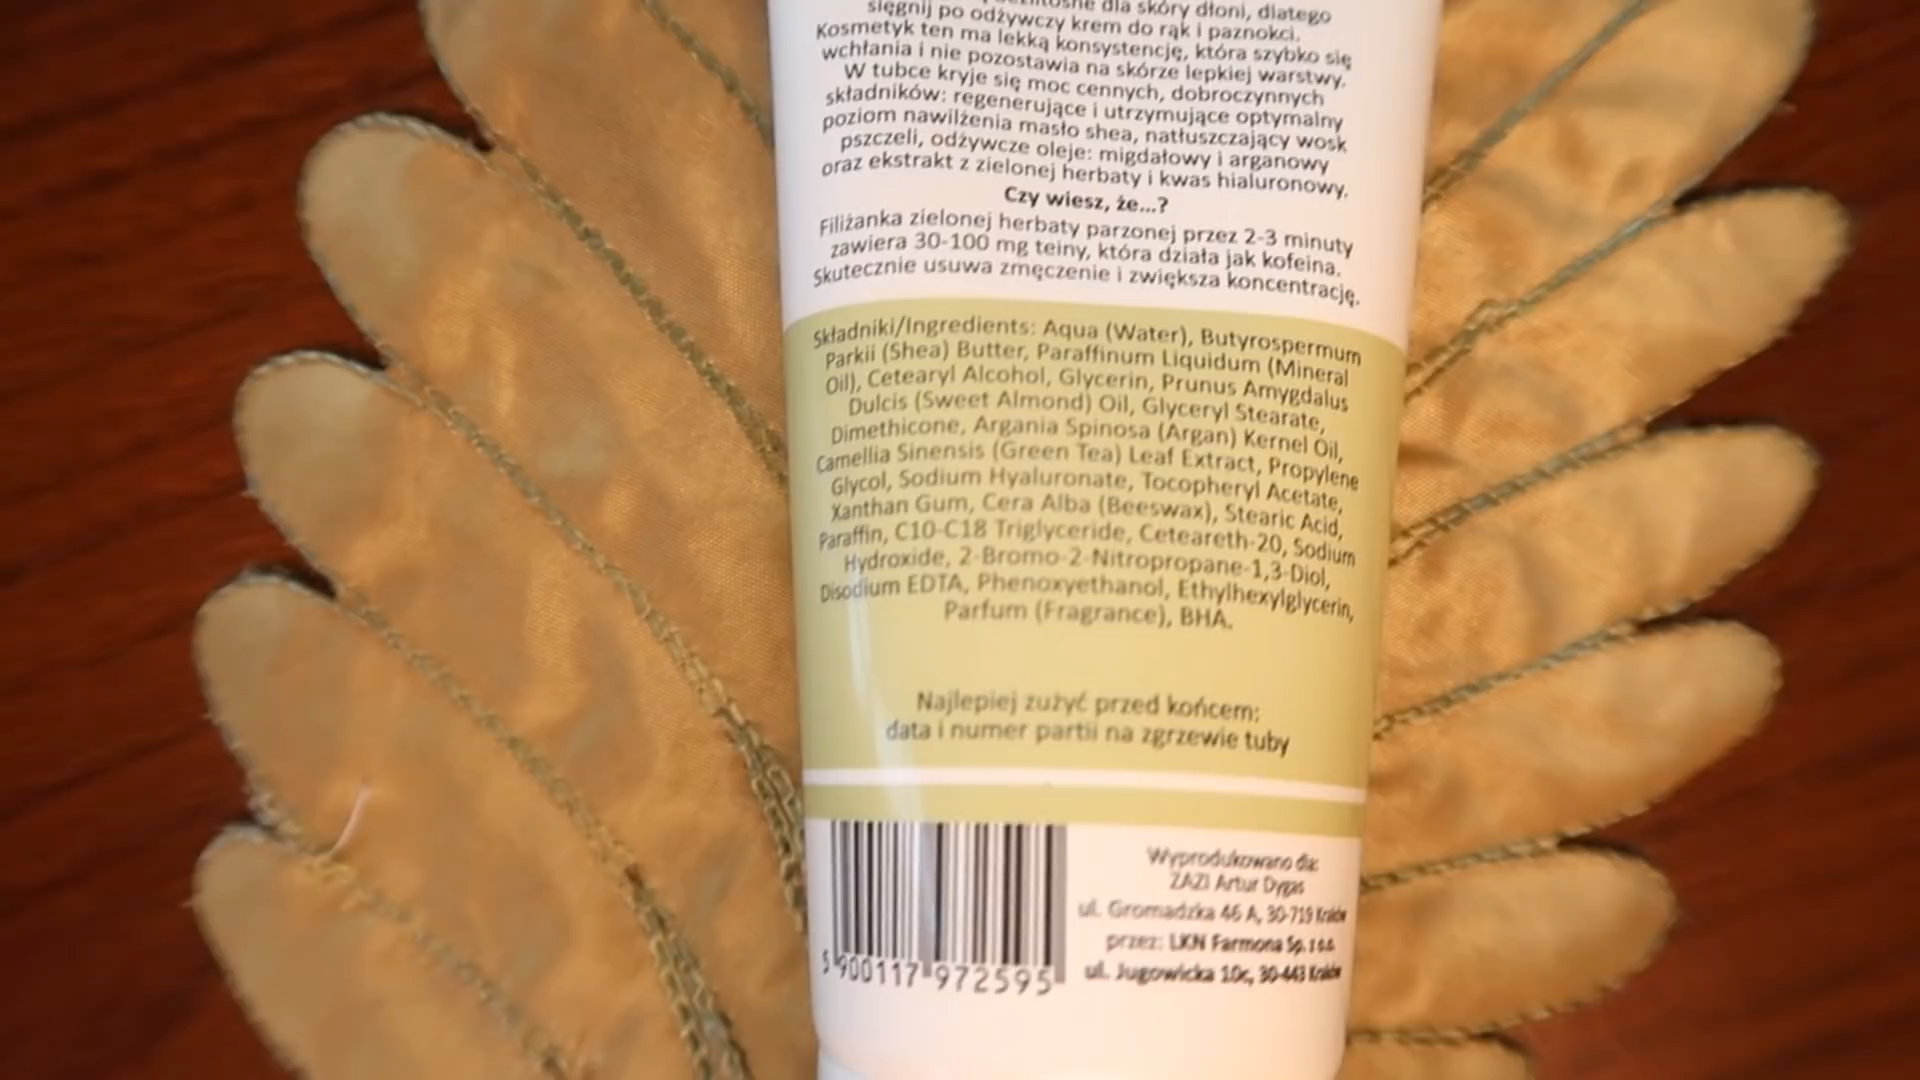 dla skóry dłoni, dlatego
sięgnij po odżywczy krem do rąk i paznokci.
Kosmetyk ten ma lekką konsystencję, która szybko się
wchłania i nie pozostawia na skórze lepkiej warstwy.
W tubce kryje się moc cennych, dobroczynnych
składników: regenerujące i utrzymujące optymalny
poziom nawilżenia masło shea, natłuszczający wosk
pszczeli, odżywcze oleje: migdałowy i arganowy
oraz ekstrakt z zielonej herbaty i kwas hialuronowy.
Czy wiesz, że...?
Filiżanka zielonej herbaty parzonej przez 2-3 minuty
zawiera 30-100 mg teiny, która działa jak kofeina.
Skutecznie usuwa zmęczenie i zwiększa koncentrację.
Składniki/Ingredients: Aqua (Water), Butyrospermum
Parkii (Shea) Butter, Paraffinum Liquidum (Mineral
Oil), Cetearyl Alcohol, Glycerin, Prunus Amygdalus
Dulcis (Sweet Almond) Oil, Glyceryl Stearate,
Dimethicone, Argania Spinosa (Argan) Kernel Oil,
Camellia Sinensis (Green Tea) Leaf Extract, Propylene
Glycol, Sodium Hyaluronate, Tocopheryl Acetate,
Xanthan Gum, Cera Alba (Beeswax), Stearic Acid,
Paraffin, C10-C18 Triglyceride, Ceteareth-20, Sodium
Hydroxide, 2-Bromo-2-Nitropropane-1,3-Diol,
Disodium EDTA, Phenoxyethanol, Ethylhexylglycerin,
Parfum (Fragrance), BHA.
Najlepiej zużyć przed końcem:
data i numer partii na zgrzewie tuby
Wyprodukowano dla:
ZAZI Artur Dygas
ul. Gromadzka 46 A, 30-719 Kraków
przez: LKN Farmona Sp. z o.o.
ul. Jugowicka 10c, 30-443 Kraków
5 900117 972595